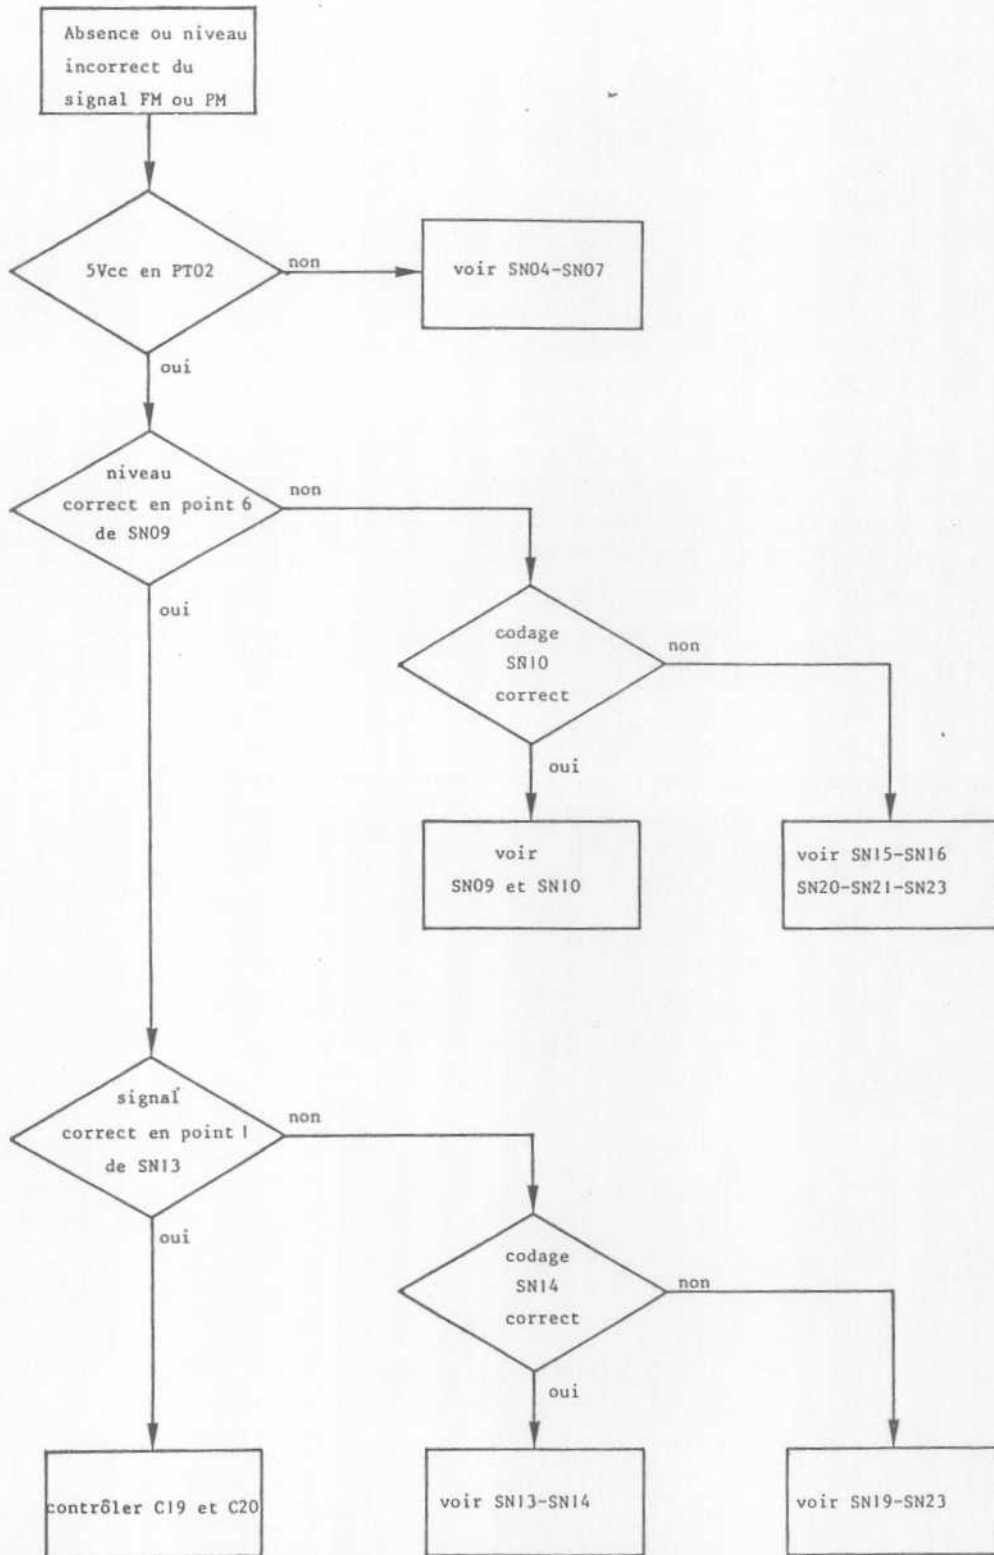 Absence ou niveau
incorrect du
signal FM ou PM
5Vcc en PT02
non
voir SN04-SN07
oui
niveau
correct en point 6
de SN09
non
oui
codage
SN10
correct
non
oui
voir
SN09 et SN10
voir SN15-SN16
SN20-SN21-SN23
signal
correct en point 1
de SN13
non
oui
codage
SN14
correct
non
oui
contrôler C19 et C20
voir SN13-SN14
voir SN19-SN23